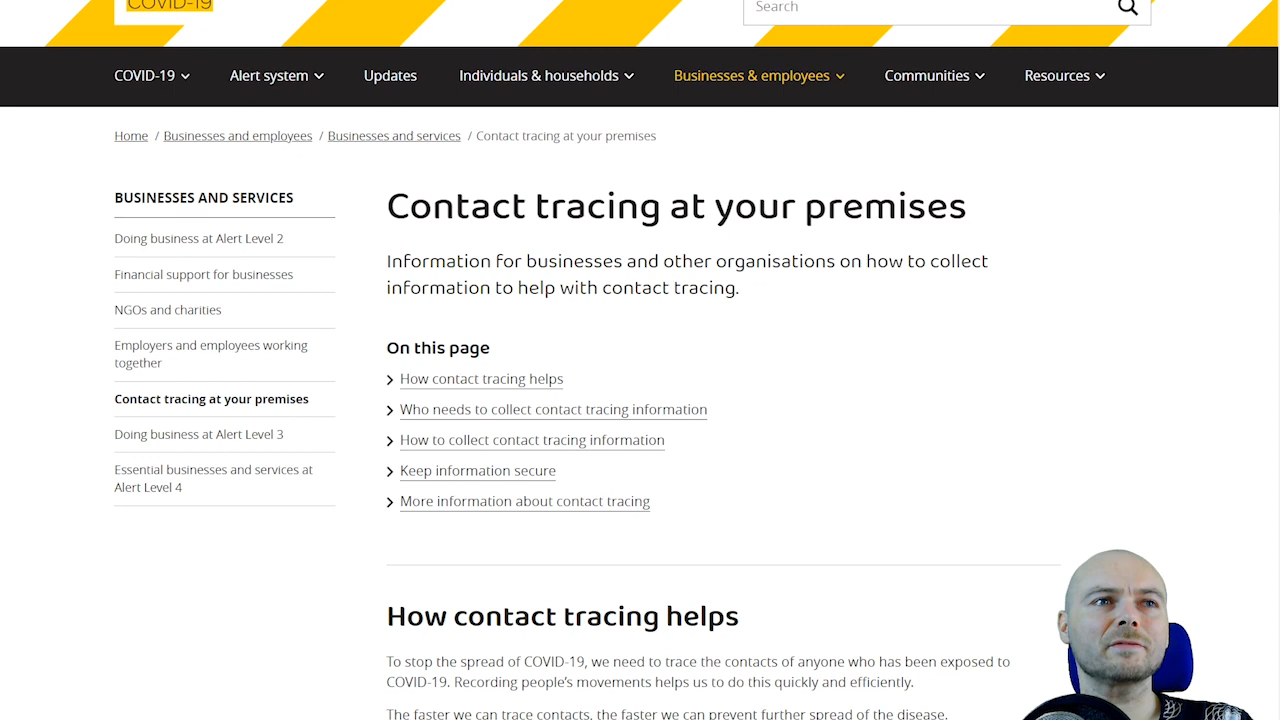 COVID-19
Search
COVID-19
Alert system
Updates
Individuals & households
Businesses & employees
Communities
Resources
Home / Businesses and employees / Businesses and services / Contact tracing at your premises
BUSINESSES AND SERVICES
Doing business at Alert Level 2
Financial support for businesses
NGOs and charities
Employers and employees working
together
Contact tracing at your premises
Doing business at Alert Level 3
Essential businesses and services at
Alert Level 4
Contact tracing at your premises
Information for businesses and other organisations on how to collect
information to help with contact tracing.
On this page
How contact tracing helps
Who needs to collect contact tracing information
How to collect contact tracing information
Keep information secure
More information about contact tracing
How contact tracing helps
To stop the spread of COVID-19, we need to trace the contacts of anyone who has been exposed to
COVID-19. Recording people's movements helps us to do this quickly and efficiently.
The faster we can trace contacts, the faster we can prevent further spread of the disease.